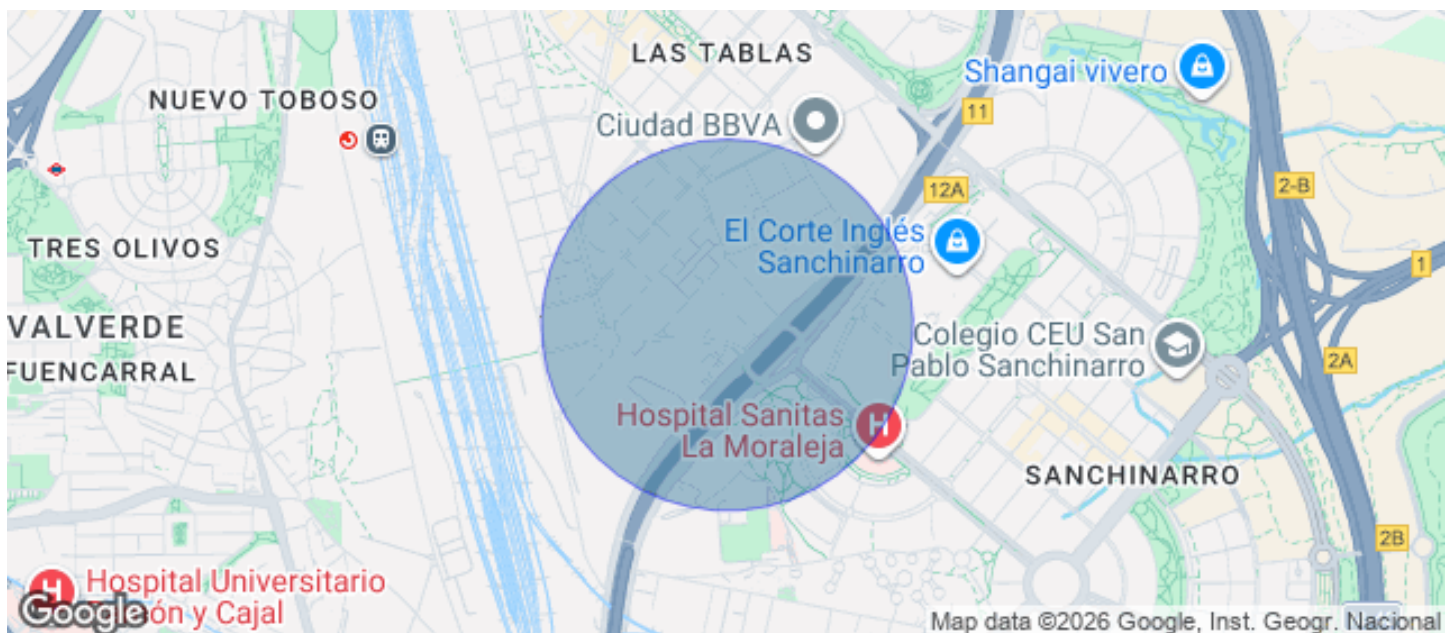 LAS TABLAS
Shangai vivero
NUEVO TOBOSO
11
Ciudad BBVA
12A
2-B
El Corte Inglés
Sanchinarro
TRES OLIVOS
1
VALVERDE
Colegio CEU San
Pablo Sanchinarro
2A
FUENCARRAL
Hospital Sanitas
La Moraleja
H
SANCHINARRO
2B
H
Hospital Universitario
y Cajal
Google
Map data ©2026 Google, Inst. Geogr. Nacional